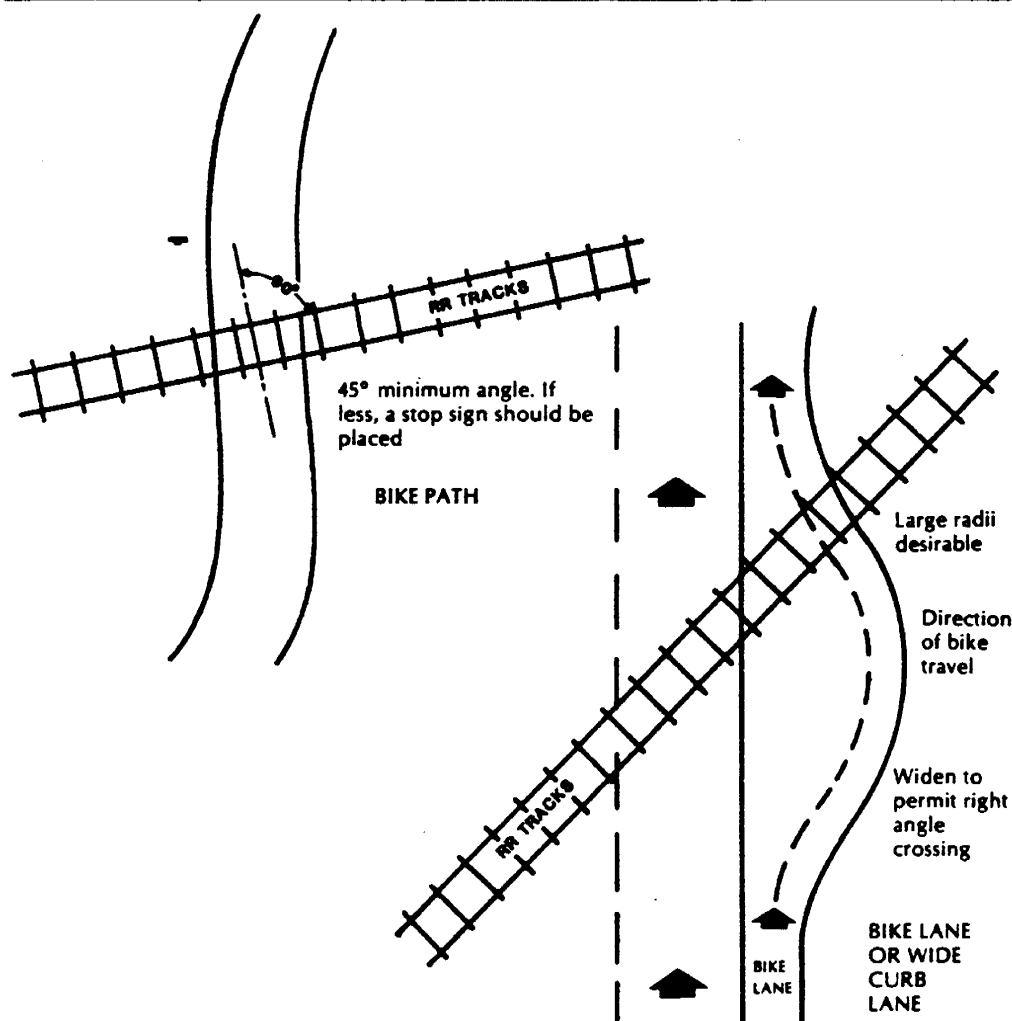 90°
RR TRACKS
45° minimum angle. If
less, a stop sign should be
placed
BIKE PATH
Large radii
desirable
Direction
of bike
travel
Widen to
permit right
angle
crossing
RR TRACKS
BIKE LANE
OR WIDE
CURB
LANE
BIKE
LANE